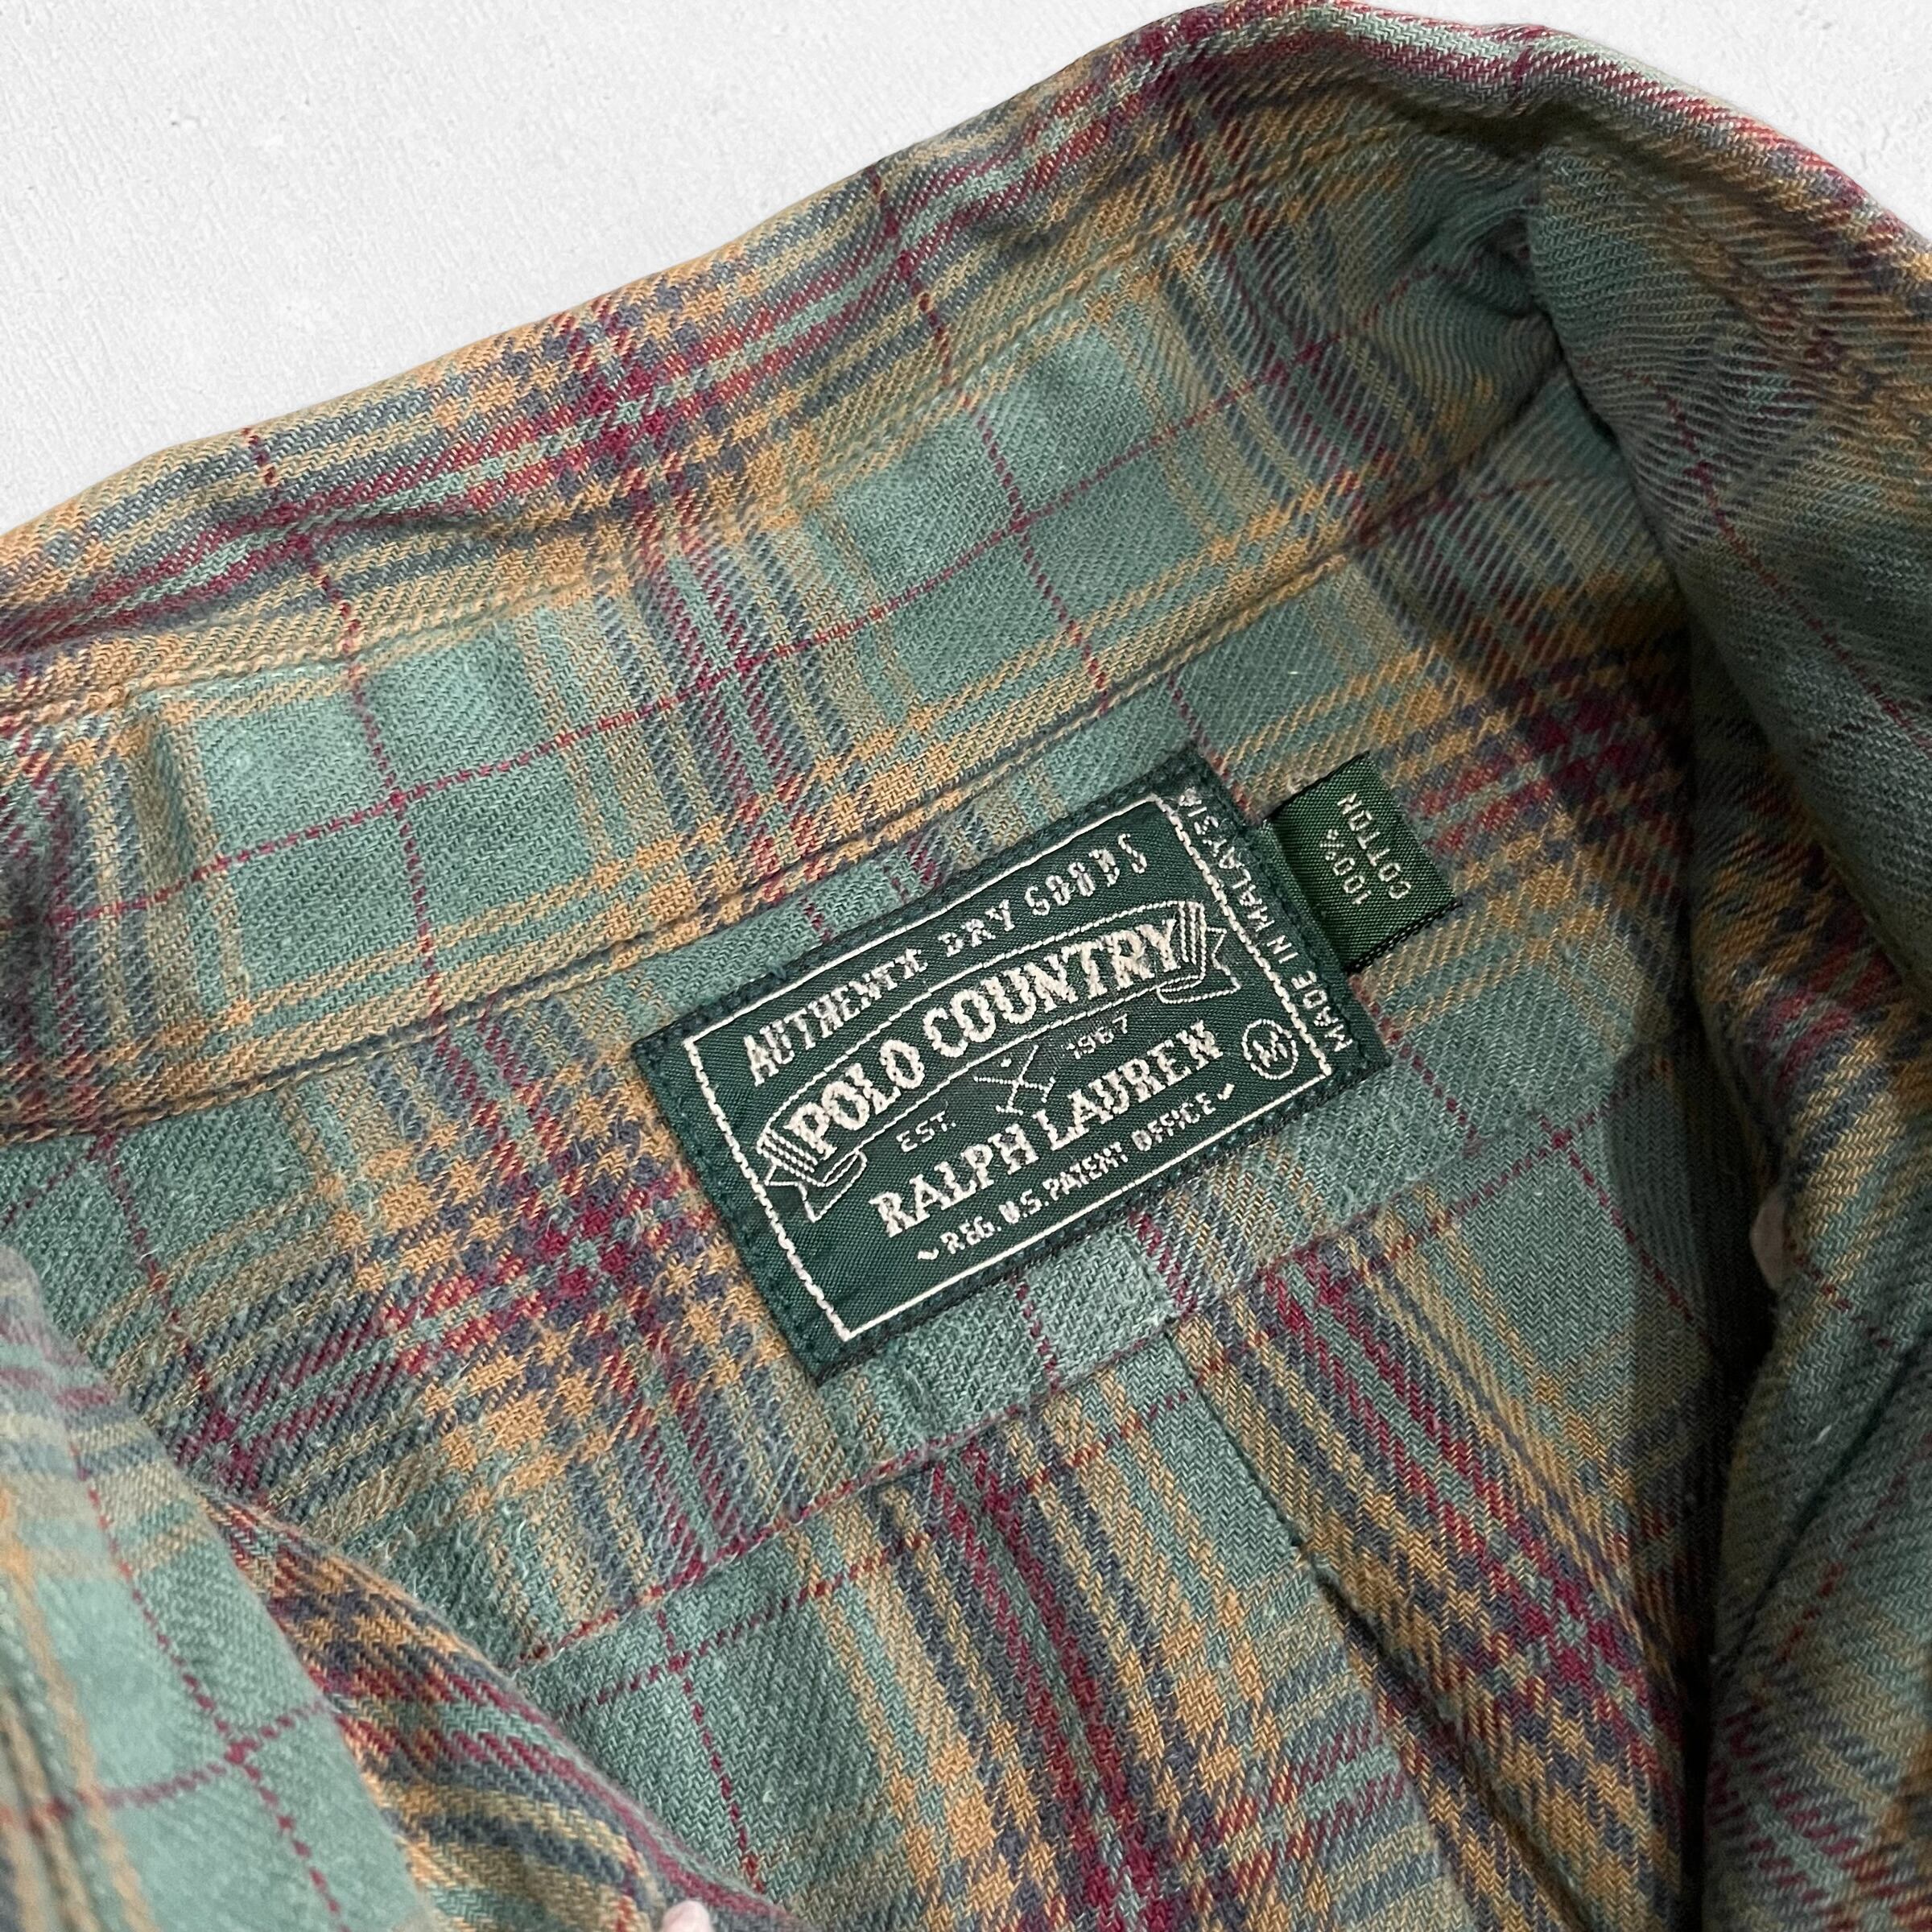 AUTHENTIC DRY GOODS
POLO COUNTRY
EST. 1967
RALPH LAUREN
REG. U.S. PATENT OFFICE
M
MADE IN MALAYSIA
100%
COTTON